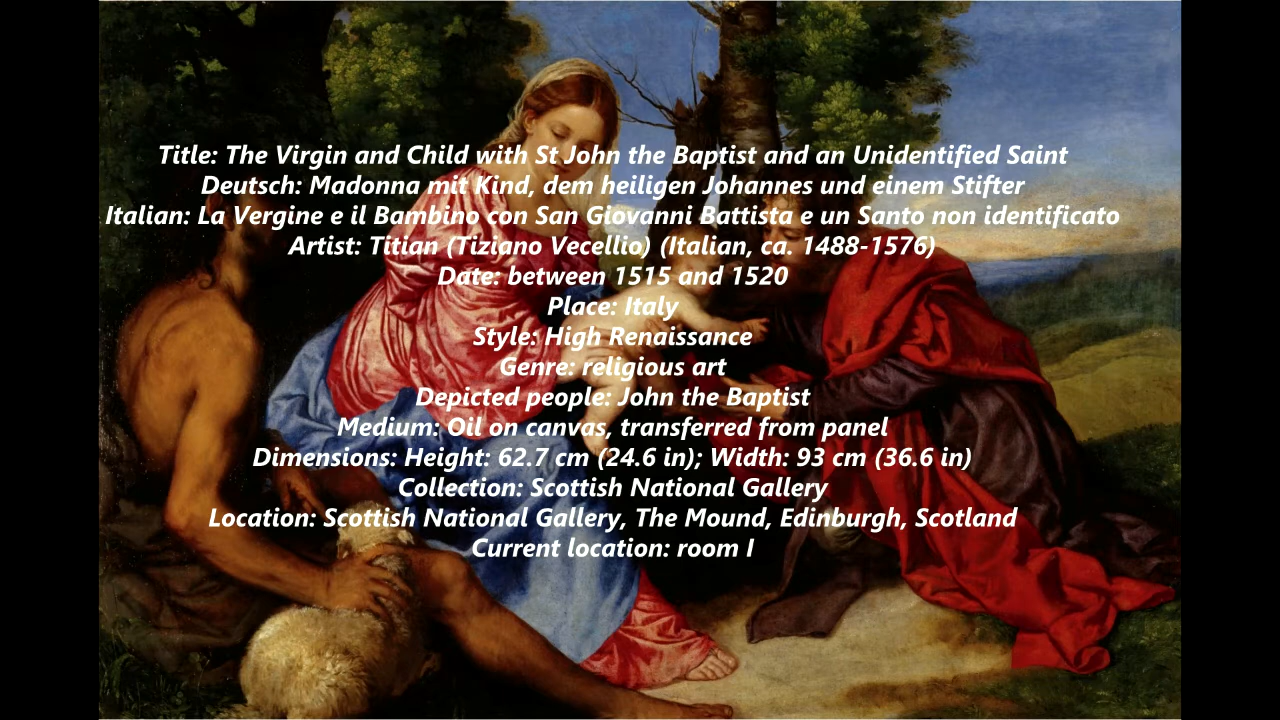 Title: The Virgin and Child with St John the Baptist and an Unidentified Saint
Deutsch: Madonna mit Kind, dem heiligen Johannes und einem Stifter
Italian: La Vergine e il Bambino con San Giovanni Battista e un Santo non identificato
Artist: Titian (Tiziano Vecellio) (Italian, ca. 1488-1576)
Date: between 1515 and 1520
Place: Italy
Style: High Renaissance
Genre: religious art
Depicted people: John the Baptist
Medium: Oil on canvas, transferred from panel
Dimensions: Height: 62.7 cm (24.6 in); Width: 93 cm (36.6 in)
Collection: Scottish National Gallery
Location: Scottish National Gallery, The Mound, Edinburgh, Scotland
Current location: room I